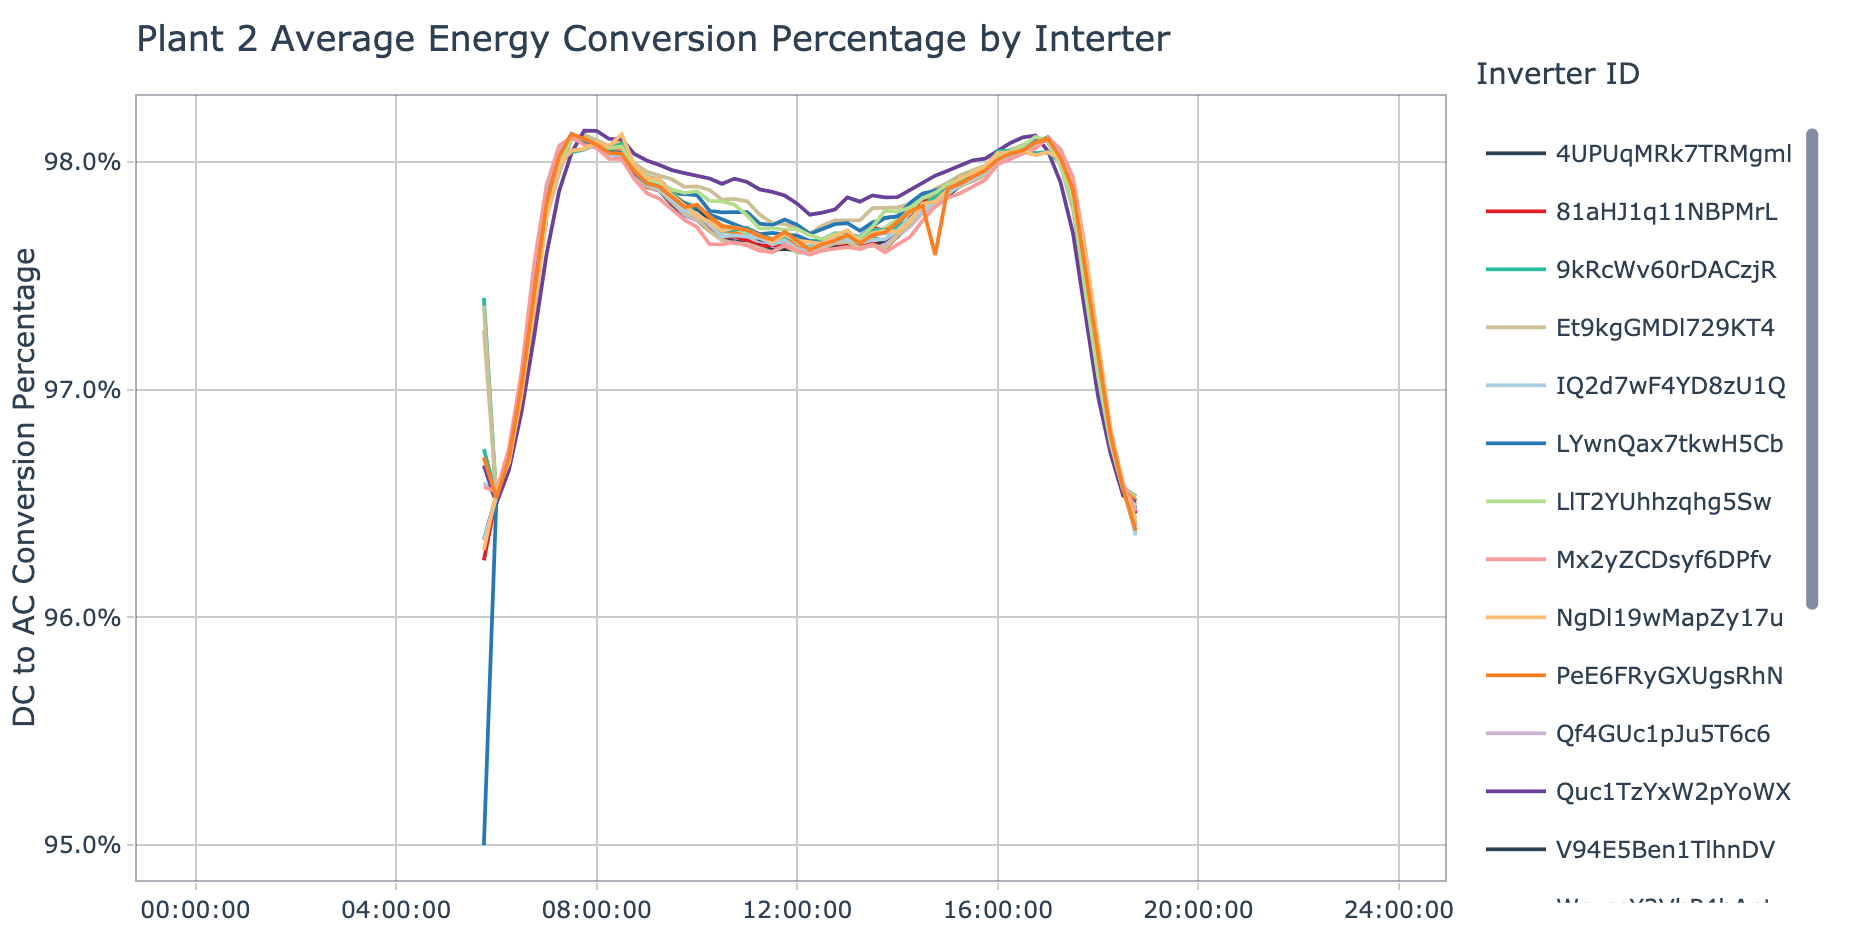 Plant 2 Average Energy Conversion Percentage by Interter
Inverter ID
4UPUqMRk7TRMgml
81aHJ1q11NBPMrL
9kRcWv60rDACzjR
Et9kgGMDl729KT4
IQ2d7wF4YD8zU1Q
LYwnQax7tkwH5Cb
LlT2YUhhzqhg5Sw
Mx2yZCDsyf6DPfv
NgDl19wMapZy17u
PeE6FRyGXUgsRhN
Qf4GUc1pJu5T6c6
Quc1TzYxW2pYoWX
V94E5Ben1TlhnDV
DC to AC Conversion Percentage
98.0%
97.0%
96.0%
95.0%
00:00:00
04:00:00
08:00:00
12:00:00
16:00:00
20:00:00
24:00:00